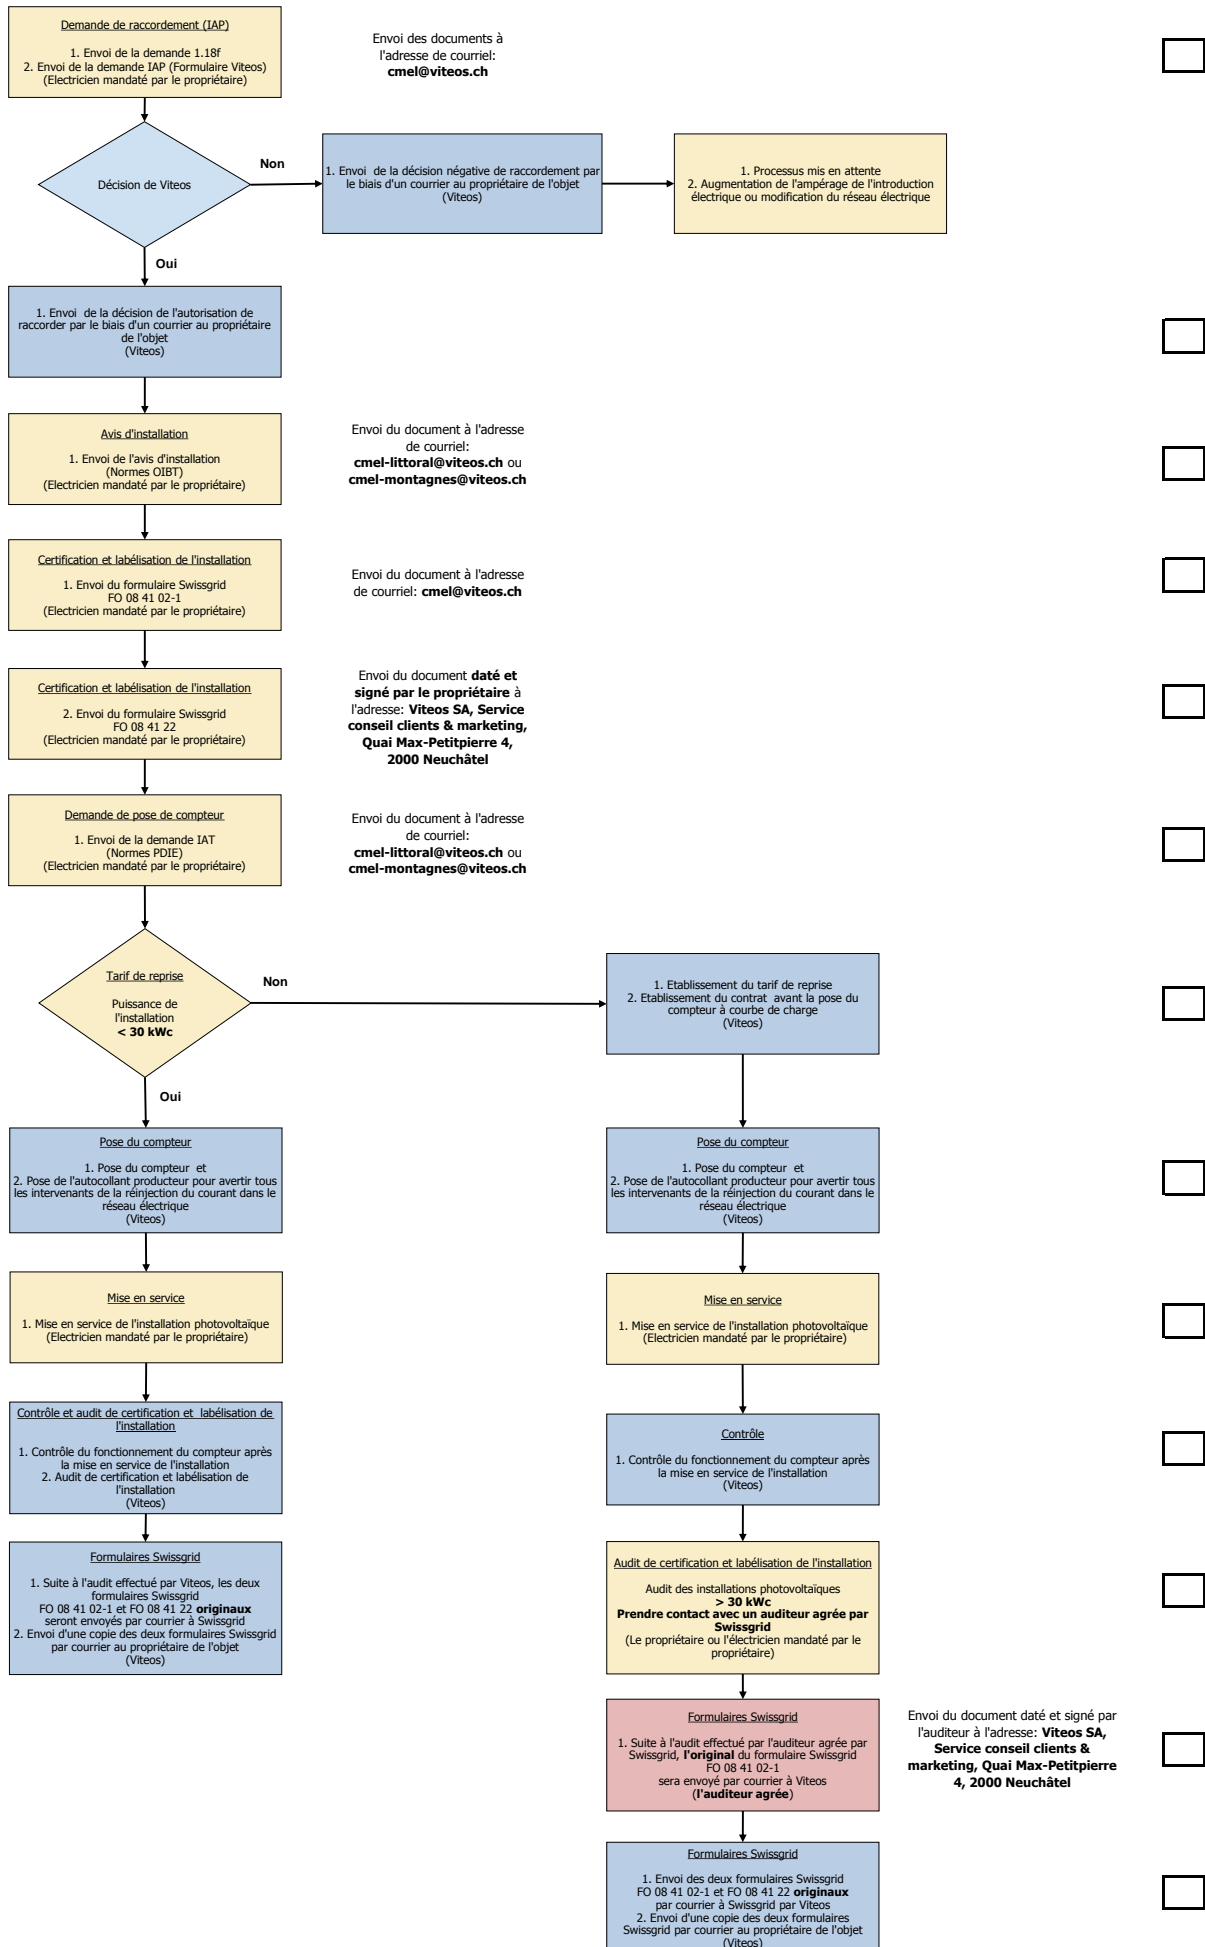 Demande de raccordement (IAP)
1. Envoi de la demande 1.18f
2. Envoi de la demande IAP (Formulaire Viteos)
(Electricien mandaté par le propriétaire)
Envoi des documents à
l'adresse de courriel:
cmel@viteos.ch
Décision de Viteos
Non
1. Envoi de la décision négative de raccordement par
le biais d'un courrier au propriétaire de l'objet
(Viteos)
1. Processus mis en attente
2. Augmentation de l'ampérage de l'introduction
électrique ou modification du réseau électrique
Oui
1. Envoi de la décision de l'autorisation de
raccorder par le biais d'un courrier au propriétaire
de l'objet
(Viteos)
Avis d'installation
1. Envoi de l'avis d'installation
(Normes OIBT)
(Electricien mandaté par le propriétaire)
Envoi du document à l'adresse
de courriel:
cmel-littoral@viteos.ch ou
cmel-montagnes@viteos.ch
Certification et labélisation de l'installation
1. Envoi du formulaire Swissgrid
FO 08 41 02-1
(Electricien mandaté par le propriétaire)
Envoi du document à l'adresse
de courriel: cmel@viteos.ch
Certification et labélisation de l'installation
2. Envoi du formulaire Swissgrid
FO 08 41 22
(Electricien mandaté par le propriétaire)
Envoi du document daté et
signé par le propriétaire à
l'adresse: Viteos SA, Service
conseil clients & marketing,
Quai Max-Petitpierre 4,
2000 Neuchâtel
Demande de pose de compteur
1. Envoi de la demande IAT
(Normes PDIE)
(Electricien mandaté par le propriétaire)
Envoi du document à l'adresse
de courriel:
cmel-littoral@viteos.ch ou
cmel-montagnes@viteos.ch
Tarif de reprise
Puissance de
l'installation
< 30 kWc
Non
1. Etablissement du tarif de reprise
2. Etablissement du contrat avant la pose du
compteur à courbe de charge
(Viteos)
Oui
Pose du compteur
1. Pose du compteur et
2. Pose de l'autocollant producteur pour avertir tous
les intervenants de la réinjection du courant dans le
réseau électrique
(Viteos)
Pose du compteur
1. Pose du compteur et
2. Pose de l'autocollant producteur pour avertir tous
les intervenants de la réinjection du courant dans le
réseau électrique
(Viteos)
Mise en service
1. Mise en service de l'installation photovoltaïque
(Electricien mandaté par le propriétaire)
Mise en service
1. Mise en service de l'installation photovoltaïque
(Electricien mandaté par le propriétaire)
Contrôle et audit de certification et labélisation de
l'installation
1. Contrôle du fonctionnement du compteur après
la mise en service de l'installation
2. Audit de certification et labélisation de
l'installation
(Viteos)
Contrôle
1. Contrôle du fonctionnement du compteur après
la mise en service de l'installation
(Viteos)
Formulaires Swissgrid
1. Suite à l'audit effectué par Viteos, les deux
formulaires Swissgrid
FO 08 41 02-1 et FO 08 41 22 originaux
seront envoyés par courrier à Swissgrid
2. Envoi d'une copie des deux formulaires Swissgrid
par courrier au propriétaire de l'objet
(Viteos)
Audit de certification et labélisation de l'installation
Audit des installations photovoltaïques
> 30 kWc
Prendre contact avec un auditeur agrée par
Swissgrid
(Le propriétaire ou l'électricien mandaté par le
propriétaire)
Formulaires Swissgrid
1. Suite à l'audit effectué par l'auditeur agrée par
Swissgrid, l'original du formulaire Swissgrid
FO 08 41 02-1
sera envoyé par courrier à Viteos
(l'auditeur agrée)
Envoi du document daté et signé par
l'auditeur à l'adresse: Viteos SA,
Service conseil clients &
marketing, Quai Max-Petitpierre
4, 2000 Neuchâtel
Formulaires Swissgrid
1. Envoi des deux formulaires Swissgrid
FO 08 41 02-1 et FO 08 41 22 originaux
par courrier à Swissgrid par Viteos
2. Envoi d'une copie des deux formulaires
Swissgrid par courrier au propriétaire de l'objet
(Viteos)